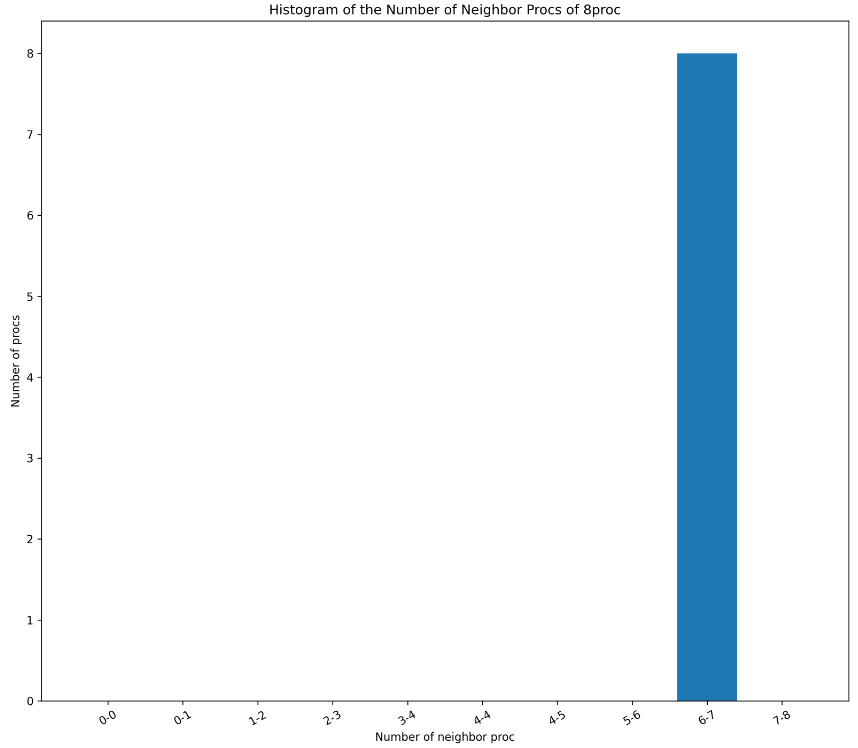 Histogram of the Number of Neighbor Procs of 8proc
8
7
6
5
4
3
2
1
0
Number of procs
0-0 0-1 1-2 2-3 3-4 4-4 4-5 5-6 6-7 7-8
Number of neighbor proc